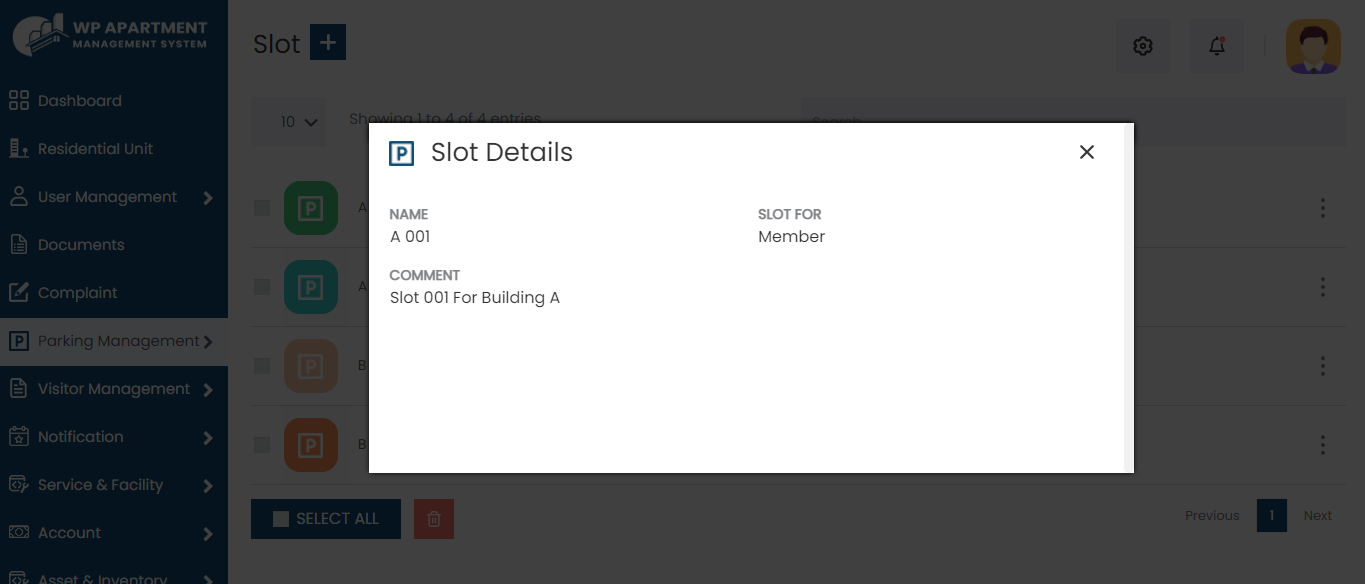 WP APARTMENT
MANAGEMENT SYSTEM
Dashboard
Residential Unit
User Management
Documents
Complaint
P Parking Management
Visitor Management
Notification
Service & Facility
Account
Asset & Inventory
Slot +
10
Showing 1 to 4 of 4 entries
Search
P A
P A
P B
P B
P Slot Details
NAME
A 001
SLOT FOR
Member
COMMENT
Slot 001 For Building A
SELECT ALL
Previous 1 Next